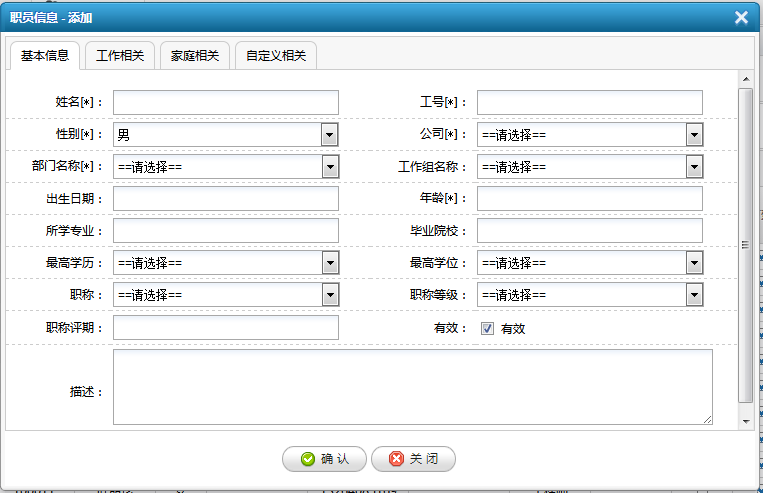 职员信息 - 添加
基本信息 工作相关 家庭相关 自定义相关
姓名[*]： 工号[*]：
性别[*]： 男 公司[*]： ==请选择==
部门名称[*]： ==请选择== 工作组名称： ==请选择==
出生日期： 年龄[*]：
所学专业： 毕业院校：
最高学历： ==请选择== 最高学位： ==请选择==
职称： ==请选择== 职称等级： ==请选择==
职称评期： 有效： 有效
描述：
确 认 关 闭